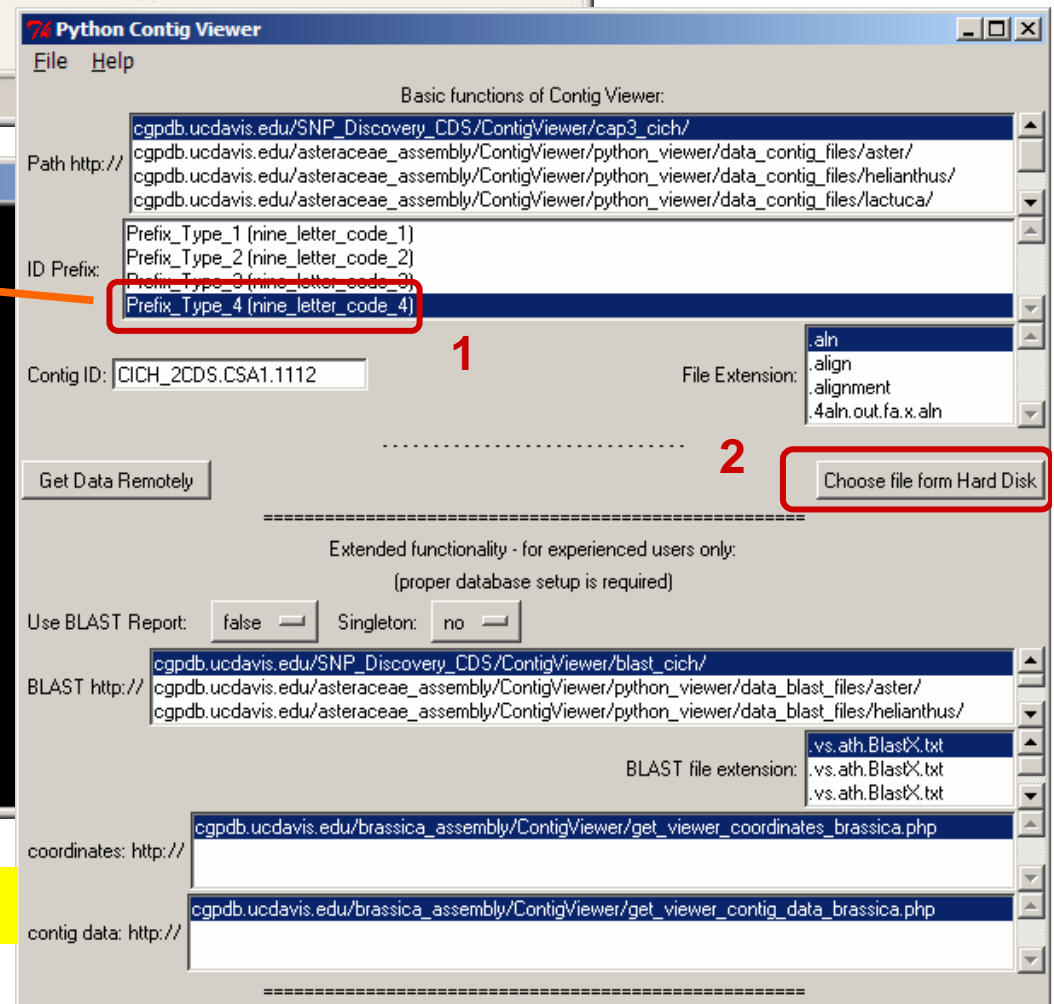 Python Contig Viewer
File Help
Basic functions of Contig Viewer:
Path http://
cgpdb.ucdavis.edu/SNP_Discovery_CDS/ContigViewer/cap3_cich/
cgpdb.ucdavis.edu/asteraceae_assembly/ContigViewer/python_viewer/data_contig_files/aster/
cgpdb.ucdavis.edu/asteraceae_assembly/ContigViewer/python_viewer/data_contig_files/helianthus/
cgpdb.ucdavis.edu/asteraceae_assembly/ContigViewer/python_viewer/data_contig_files/lactuca/
ID Prefix:
Prefix_Type_1 (nine_letter_code_1)
Prefix_Type_2 (nine_letter_code_2)
Prefix_Type_3 (nine_letter_code_3)
Prefix_Type_4 (nine_letter_code_4)
1
Contig ID: CICH_2CDS.CSA1.1112
File Extension:
.aln
.align
.alignment
.4aln.out.fa.x.aln
- - - - - - - - - - - - - - - - - - - - - - - - - - - - - -
2
Get Data Remotely
Choose file form Hard Disk
=====================================================
Extended functionality - for experienced users only:
(proper database setup is required)
Use BLAST Report: false Singleton: no
BLAST http://
cgpdb.ucdavis.edu/SNP_Discovery_CDS/ContigViewer/blast_cich/
cgpdb.ucdavis.edu/asteraceae_assembly/ContigViewer/python_viewer/data_blast_files/aster/
cgpdb.ucdavis.edu/asteraceae_assembly/ContigViewer/python_viewer/data_blast_files/helianthus/
BLAST file extension:
.vs.ath.BlastX.txt
.vs.ath.BlastX.txt
.vs.ath.BlastX.txt
coordinates: http://
cgpdb.ucdavis.edu/brassica_assembly/ContigViewer/get_viewer_coordinates_brassica.php
contig data: http://
cgpdb.ucdavis.edu/brassica_assembly/ContigViewer/get_viewer_contig_data_brassica.php
=====================================================